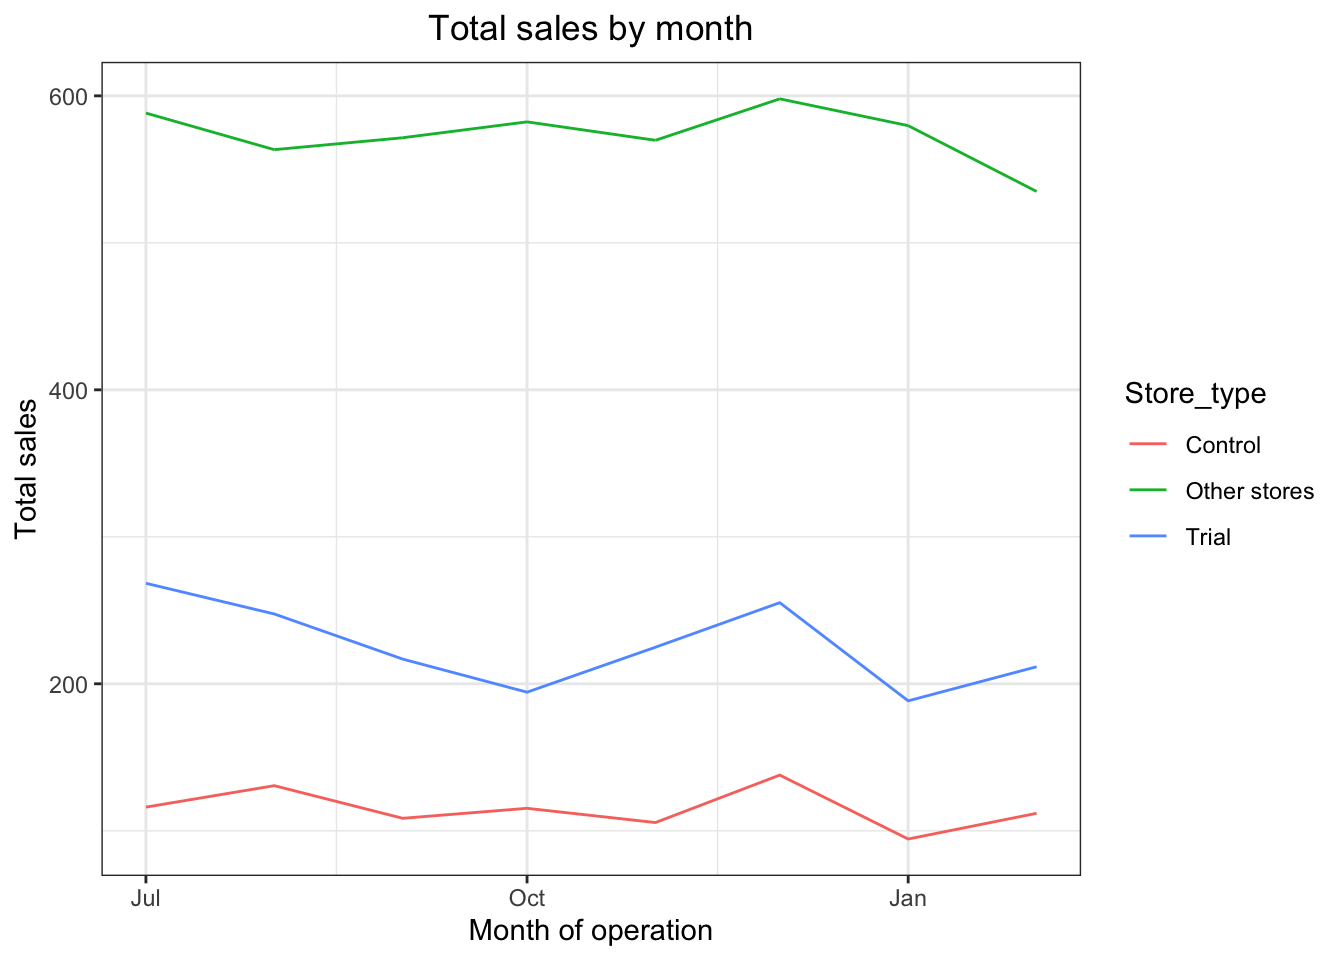 Total sales by month
Total sales
600
400
200
Jul
Oct
Jan
Month of operation
Store_type
Control
Other stores
Trial